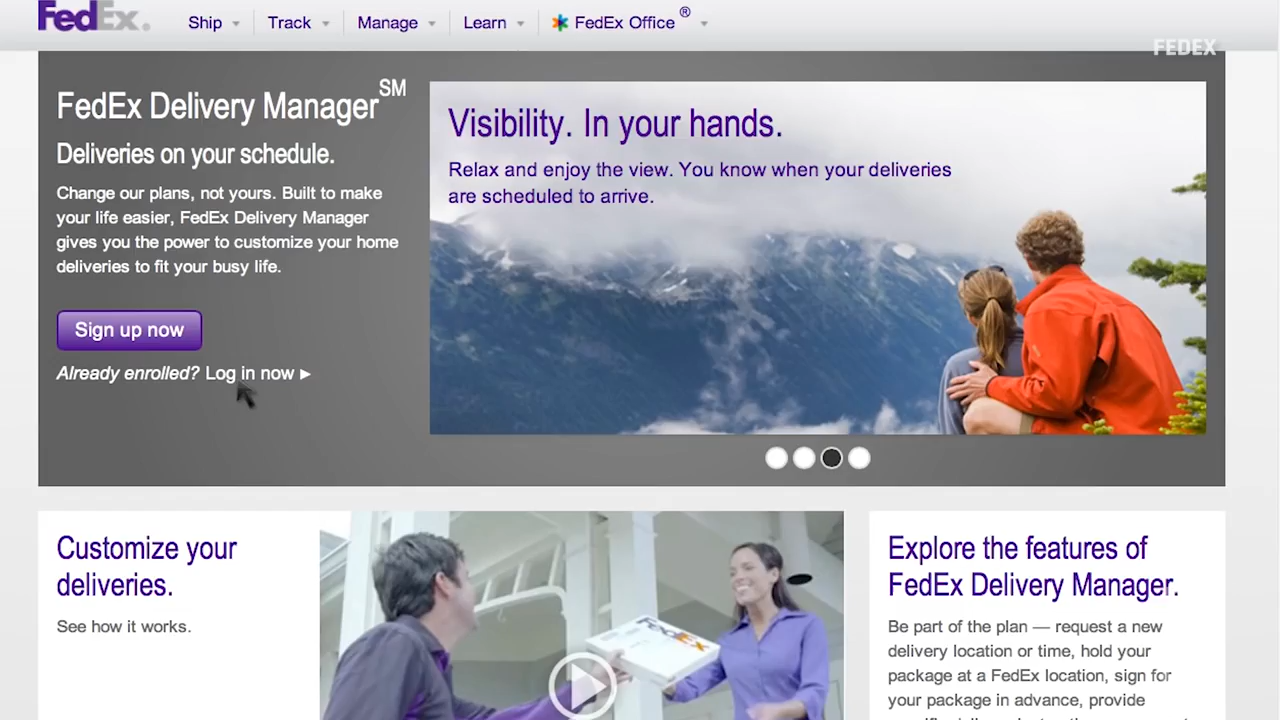 FedEx®
Ship
Track
Manage
Learn
FedEx Office®
FEDEX
FedEx Delivery Manager℠
Deliveries on your schedule.
Change our plans, not yours. Built to make
your life easier, FedEx Delivery Manager
gives you the power to customize your home
deliveries to fit your busy life.
Sign up now
Already enrolled? Log in now ▸
Visibility. In your hands.
Relax and enjoy the view. You know when your deliveries
are scheduled to arrive.
Customize your
deliveries.
See how it works.
FedEx
Explore the features of
FedEx Delivery Manager.
Be part of the plan — request a new
delivery location or time, hold your
package at a FedEx location, sign for
your package in advance, provide